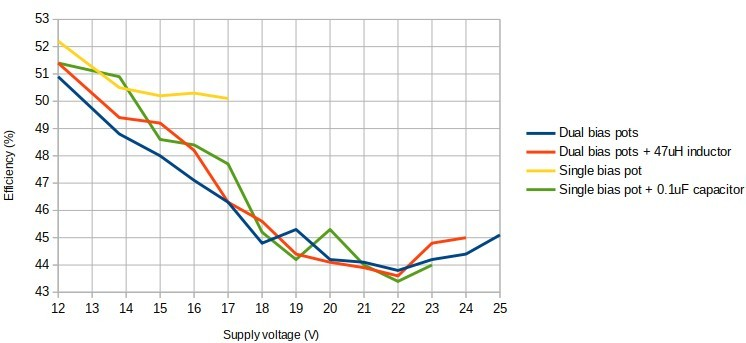 53
52
51
50
49
48
47
46
45
44
43
Efficiency (%)
12 13 14 15 16 17 18 19 20 21 22 23 24 25
Supply voltage (V)
Dual bias pots
Dual bias pots + 47uH inductor
Single bias pot
Single bias pot + 0.1uF capacitor